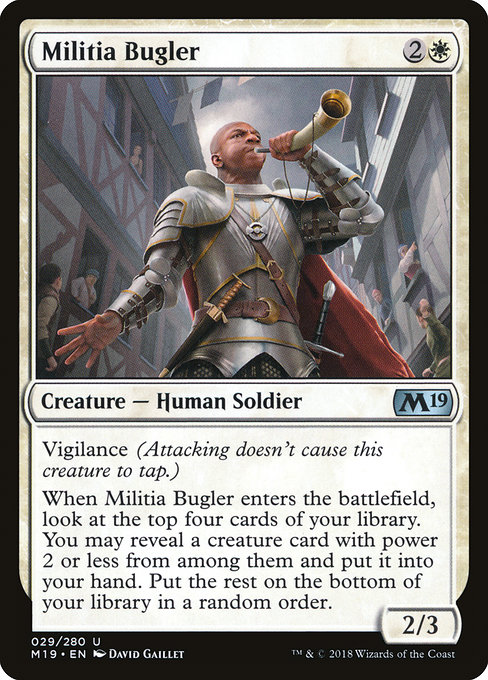 Militia Bugler 2
Creature — Human Soldier M19
Vigilance (Attacking doesn't cause this
creature to tap.)
When Militia Bugler enters the battlefield,
look at the top four cards of your library.
You may reveal a creature card with power
2 or less from among them and put it into
your hand. Put the rest on the bottom of
your library in a random order.
2/3
029/280 U
M19 • EN DAVID GAILLET ™ & © 2018 Wizards of the Coast